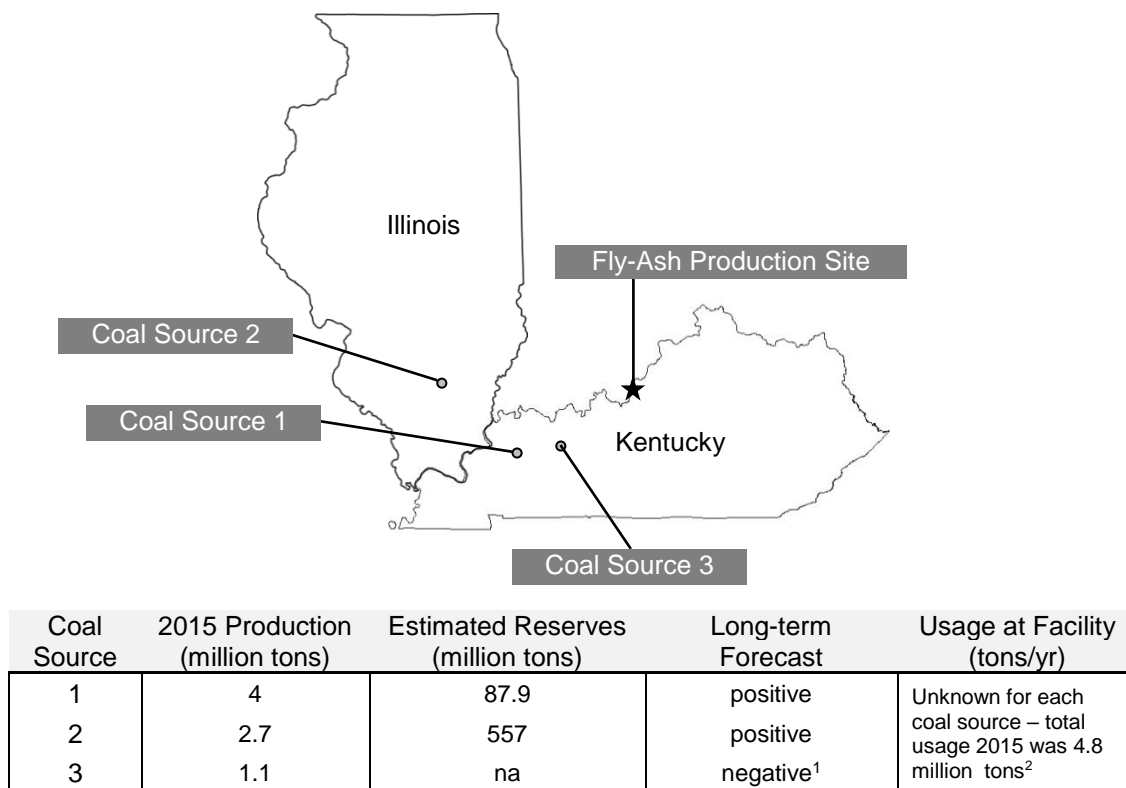 Illinois
Fly-Ash Production Site
Coal Source 2
Coal Source 1
Kentucky
Coal Source 3
Coal Source
2015 Production (million tons)
Estimated Reserves (million tons)
Long-term Forecast
Usage at Facility (tons/yr)
1 4 87.9 positive
2 2.7 557 positive
3 1.1 na negative¹
Unknown for each
coal source – total
usage 2015 was 4.8
million tons²